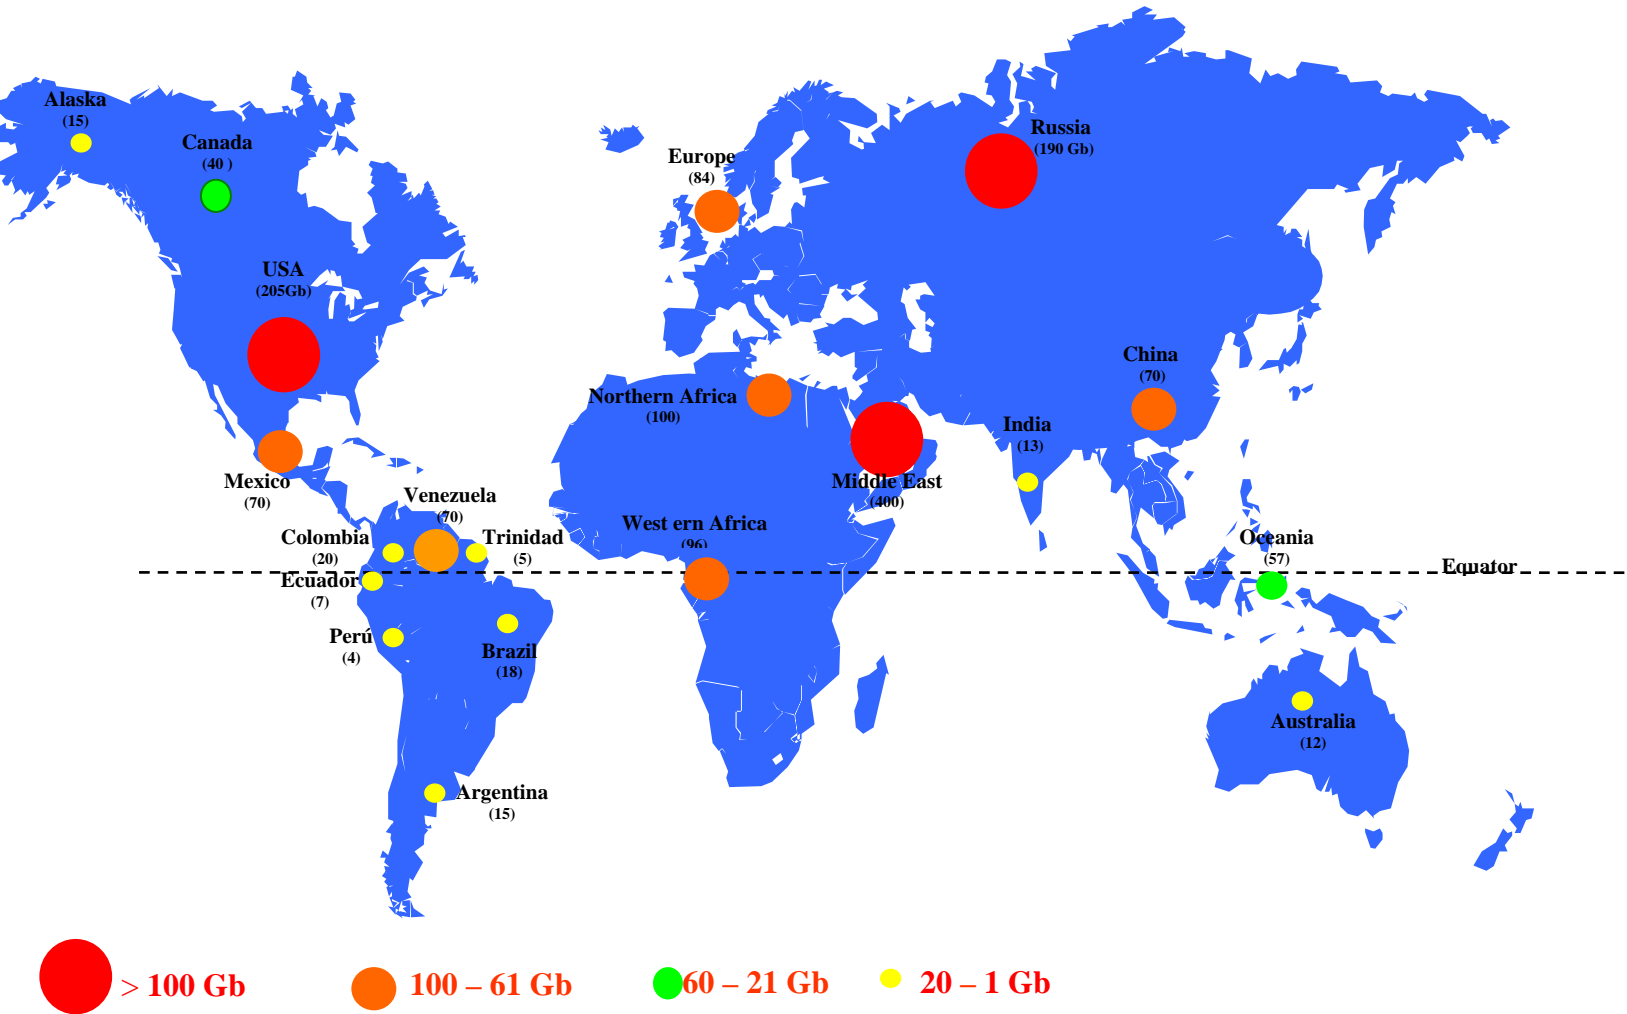 Alaska
(15)
Canada
(40 )
Europe
(84)
Russia
(190 Gb)
USA
(205Gb)
China
(70)
Northern Africa
(100)
India
(13)
Mexico
(70)
Middle East
(400)
Venezuela
(70)
West ern Africa
(96)
Colombia
(20)
Trinidad
(5)
Oceania
(57)
Equator
Ecuador
(7)
Perú
(4)
Brazil
(18)
Australia
(12)
Argentina
(15)
> 100 Gb
100 – 61 Gb
60 – 21 Gb
20 – 1 Gb